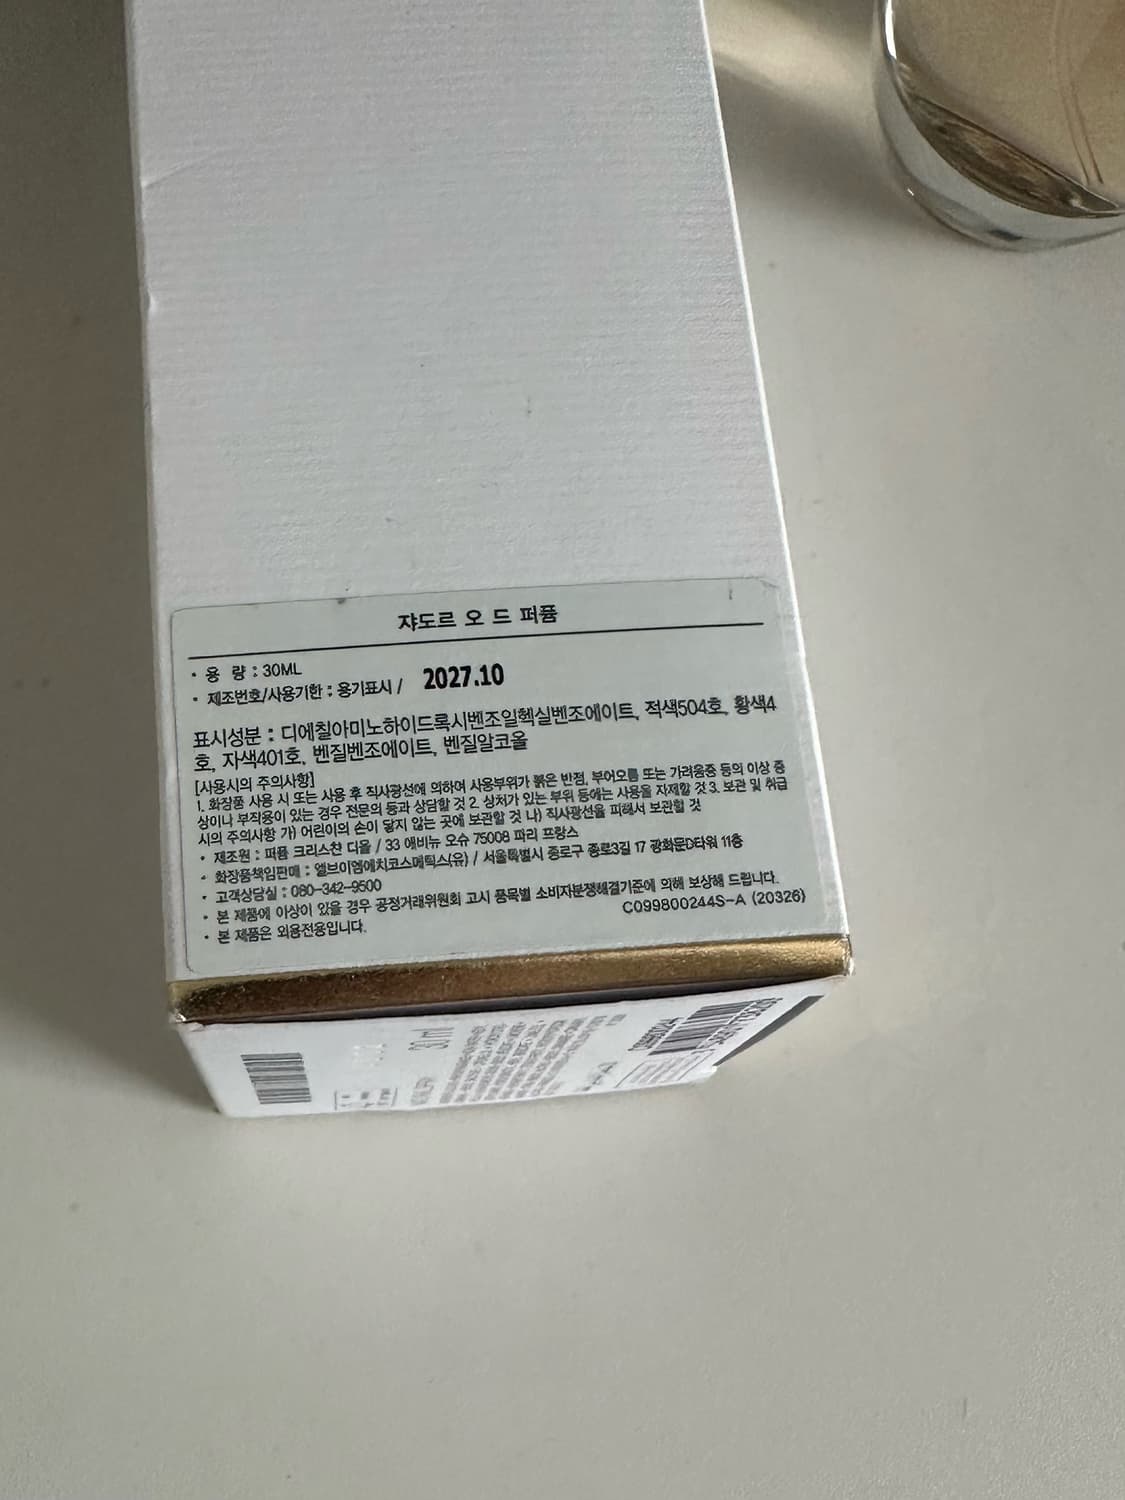 쟈도르 오 드 퍼퓸
• 용 량 : 30ML
• 제조번호/사용기한 : 용기표시 / 2027.10
표시성분 : 디에칠아미노하이드록시벤조일헥실벤조에이트, 적색504호, 황색4
호, 자색401호, 벤질벤조에이트, 벤질알코올
[사용시의 주의사항]
1. 화장품 사용 시 또는 사용 후 직사광선에 의하여 사용부위가 붉은 반점, 부어오름 또는 가려움증 등의 이상 증
상이나 부작용이 있는 경우 전문의 등과 상담할 것 2. 상처가 있는 부위 등에는 사용을 자제할 것 3. 보관 및 취급
시의 주의사항 가) 어린이의 손이 닿지 않는 곳에 보관할 것 나) 직사광선을 피해서 보관할 것
• 제조원 : 퍼퓸 크리스챤 디올 / 33 애비뉴 오슈 75008 파리 프랑스
• 화장품책임판매 : 엘브이엠에치코스메틱스(유) / 서울특별시 종로구 종로3길 17 광화문D타워 11층
• 고객상담실 : 080-342-9500
• 본 제품에 이상이 있을 경우 공정거래위원회 고시 품목별 소비자분쟁해결기준에 의해 보상해 드립니다.
• 본 제품은 외용전용입니다.
C099800244S-A (20326)
30 ml